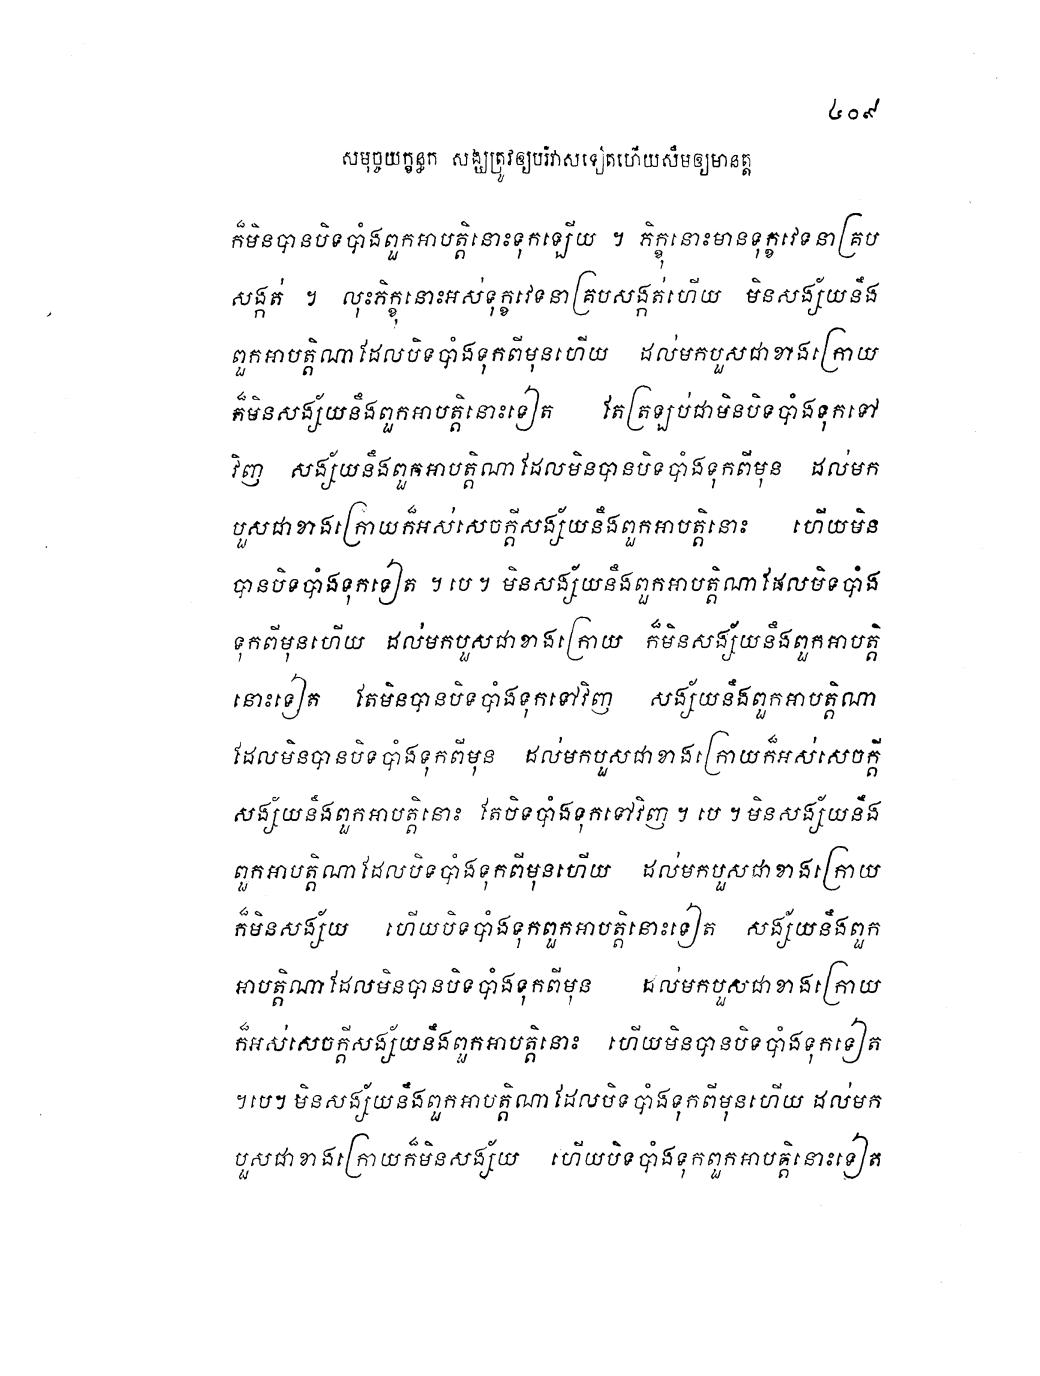 ៤០៩
សមុច្ចយក្ខន្ធក សង្ឃត្រូវឲ្យបរិវាសទៀតហើយសឹមឲ្យមានត្ត
ក៏មិនបានបិទបាំងពួកអាបត្តិនោះទុកឡើយ ។ ភិក្ខុនោះមានទុក្ខវេទនាគ្រប
សង្កត់ ។ លុះភិក្ខុនោះអស់ទុក្ខវេទនាគ្របសង្កត់ហើយ មិនសង្ស័យនឹង
ពួកអាបត្តិណាដែលបិទបាំងទុកពីមុនហើយ ដល់មកបួសជាខាងក្រោយ
ក៏មិនសង្ស័យនឹងពួកអាបត្តិនោះទៀត តែត្រឡប់ជាមិនបិទបាំងទុកទៅ
វិញ សង្ស័យនឹងពួកអាបត្តិណាដែលមិនបានបិទបាំងទុកពីមុន ដល់មក
បួសជាខាងក្រោយក៏អស់សេចក្តីសង្ស័យនឹងពួកអាបត្តិនោះ ហើយមិន
បានបិទបាំងទុកទៀត ។បេ។ មិនសង្ស័យនឹងពួកអាបត្តិណាដែលបិទបាំង
ទុកពីមុនហើយ ដល់មកបួសជាខាងក្រោយ ក៏មិនសង្ស័យនឹងពួកអាបត្តិ
នោះទៀត តែមិនបានបិទបាំងទុកទៅវិញ សង្ស័យនឹងពួកអាបត្តិណា
ដែលមិនបានបិទបាំងទុកពីមុន ដល់មកបួសជាខាងក្រោយក៏អស់សេចក្តី
សង្ស័យនឹងពួកអាបត្តិនោះ តែបិទបាំងទុកទៅវិញ ។ បេ ។ មិនសង្ស័យនឹង
ពួកអាបត្តិណាដែលបិទបាំងទុកពីមុនហើយ ដល់មកបួសជាខាងក្រោយ
ក៏មិនសង្ស័យ ហើយបិទបាំងទុកពួកអាបត្តិនោះទៀត សង្ស័យនឹងពួក
អាបត្តិណាដែលមិនបានបិទបាំងទុកពីមុន ដល់មកបួសជាខាងក្រោយ
ក៏អស់សេចក្តីសង្ស័យនឹងពួកអាបត្តិនោះ ហើយមិនបានបិទបាំងទុកទៀត
។បេ។ មិនសង្ស័យនឹងពួកអាបត្តិណាដែលបិទបាំងទុកពីមុនហើយ ដល់មក
បួសជាខាងក្រោយក៏មិនសង្ស័យ ហើយបិទបាំងទុកពួកអាបត្តិនោះទៀត